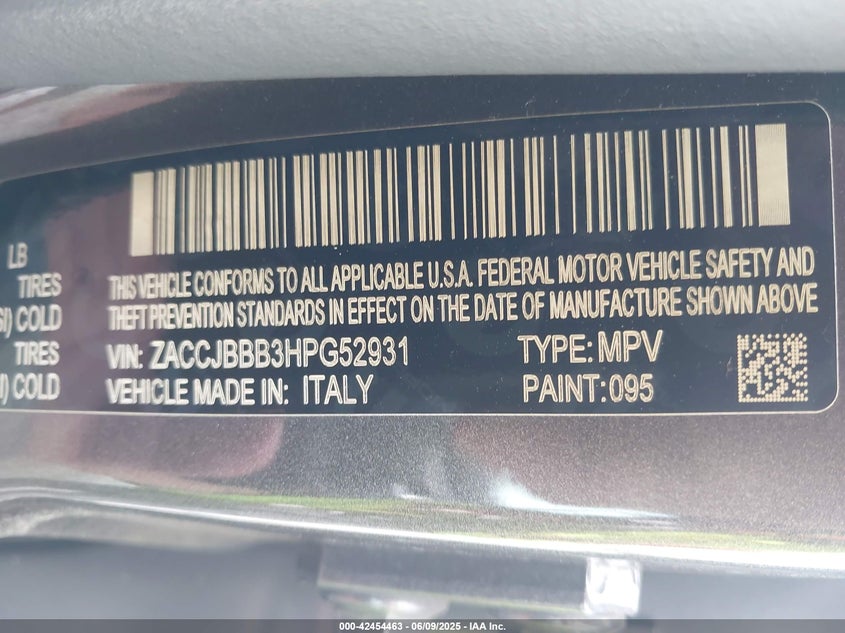 LB
TIRES
SI) COLD
TIRES
I) COLD
THIS VEHICLE CONFORMS TO ALL APPLICABLE U.S.A. FEDERAL MOTOR VEHICLE SAFETY AND
THEFT PREVENTION STANDARDS IN EFFECT ON THE DATE OF MANUFACTURE SHOWN ABOVE
VIN: ZACCJBBB3HPG52931 TYPE: MPV
VEHICLE MADE IN: ITALY PAINT:095
000-42454463 - 06/09/2025 - IAA Inc.